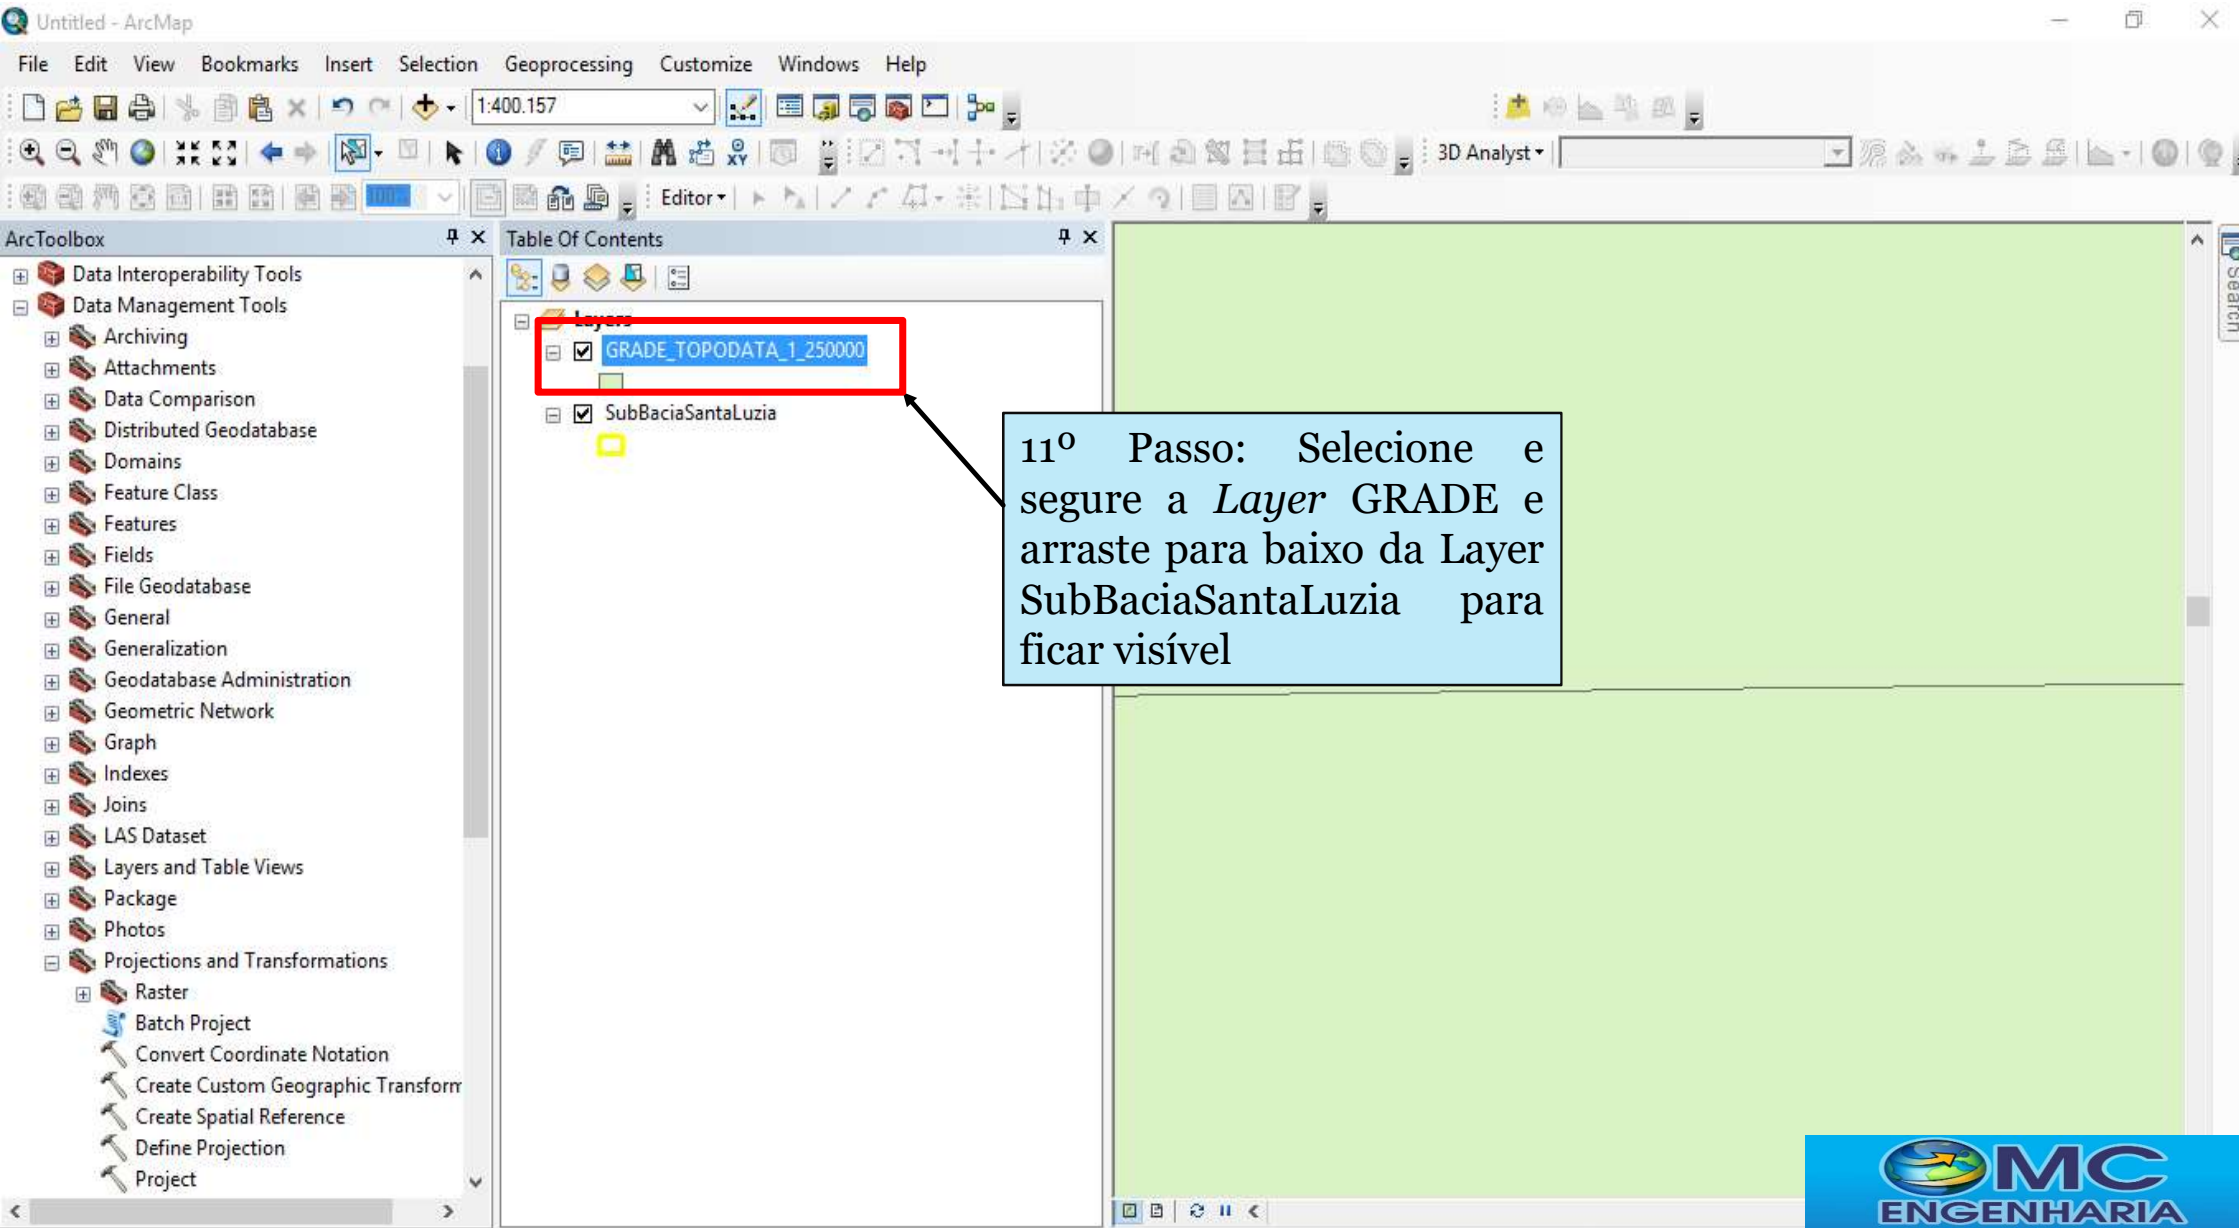 Untitled - ArcMap
File Edit View Bookmarks Insert Selection Geoprocessing Customize Windows Help
1:400.157
3D Analyst
100%
Editor
ArcToolbox
Data Interoperability Tools
Data Management Tools
Archiving
Attachments
Data Comparison
Distributed Geodatabase
Domains
Feature Class
Features
Fields
File Geodatabase
General
Generalization
Geodatabase Administration
Geometric Network
Graph
Indexes
Joins
LAS Dataset
Layers and Table Views
Package
Photos
Projections and Transformations
Raster
Batch Project
Convert Coordinate Notation
Create Custom Geographic Transform
Create Spatial Reference
Define Projection
Project
Table Of Contents
Layers
GRADE_TOPODATA_1_250000
SubBaciaSantaLuzia
11º Passo: Selecione e
segure a Layer GRADE e
arraste para baixo da Layer
SubBaciaSantaLuzia para
ficar visível
Search
MC
ENGENHARIA